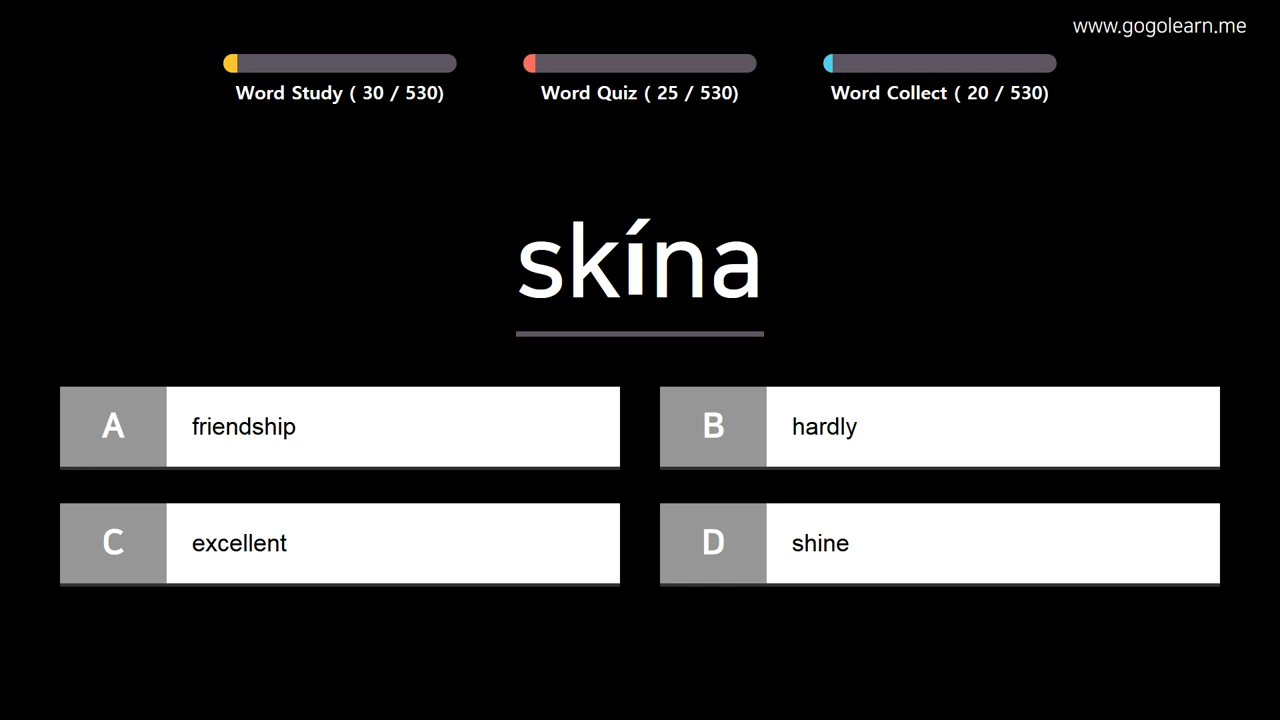 www.gogolearn.me
Word Study ( 30 / 530)
Word Quiz ( 25 / 530)
Word Collect ( 20 / 530)
skína
A friendship
B hardly
C excellent
D shine